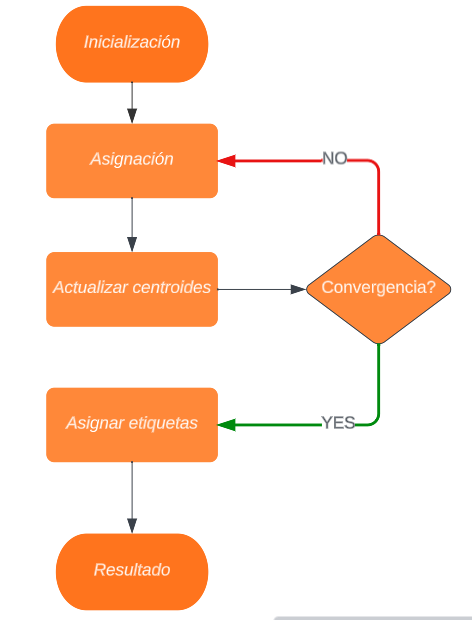 Inicialización
Asignación
NO
Actualizar centroides
Convergencia?
Asignar etiquetas
YES
Resultado